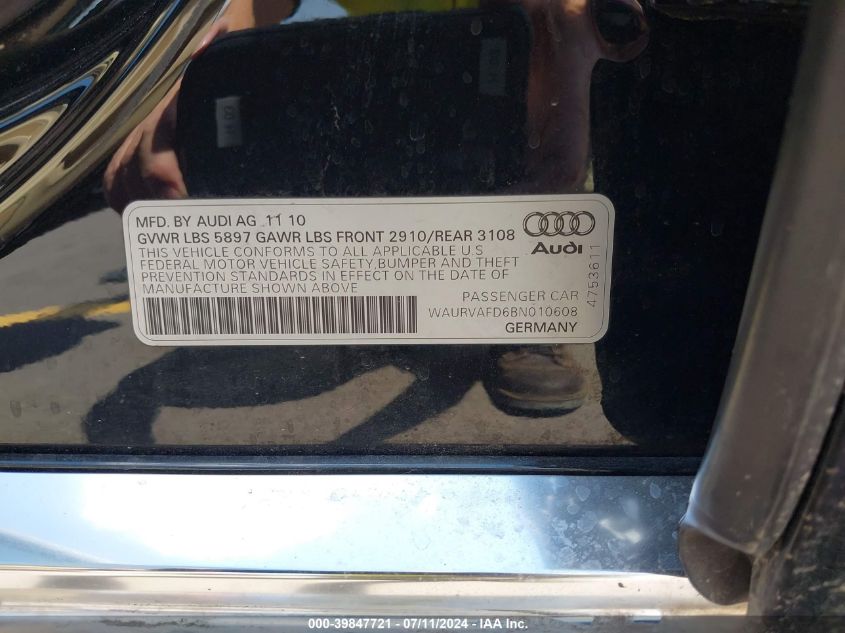 MFD. BY AUDI AG 11 10
GVWR LBS 5897 GAWR LBS FRONT 2910/REAR 3108
THIS VEHICLE CONFORMS TO ALL APPLICABLE U S
FEDERAL MOTOR VEHICLE SAFETY,BUMPER AND THEFT
PREVENTION STANDARDS IN EFFECT ON THE DATE OF
MANUFACTURE SHOWN ABOVE
Audi
PASSENGER CAR
WAURVAFD6BN010608
GERMANY
4753611
000-39847721 - 07/11/2024 - IAA Inc.